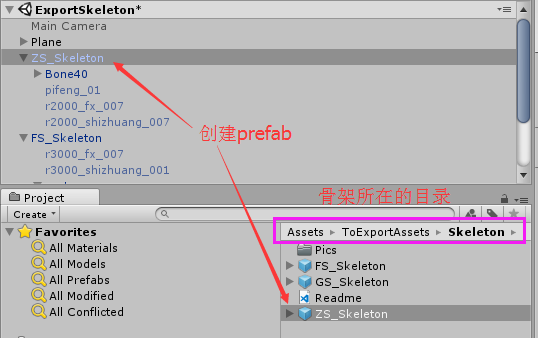 ExportSkeleton*
Main Camera
Plane
ZS_Skeleton
Bone40
pifeng_01
r2000_fx_007
r2000_shizhuang_007
创建prefab
FS_Skeleton
r3000_fx_007
r3000_shizhuang_001
骨架所在的目录
Project
Create
Favorites
All Materials
All Models
All Prefabs
All Modified
All Conflicted
Assets ▸ ToExportAssets ▸ Skeleton ▸
Pics
FS_Skeleton
GS_Skeleton
Readme
ZS_Skeleton